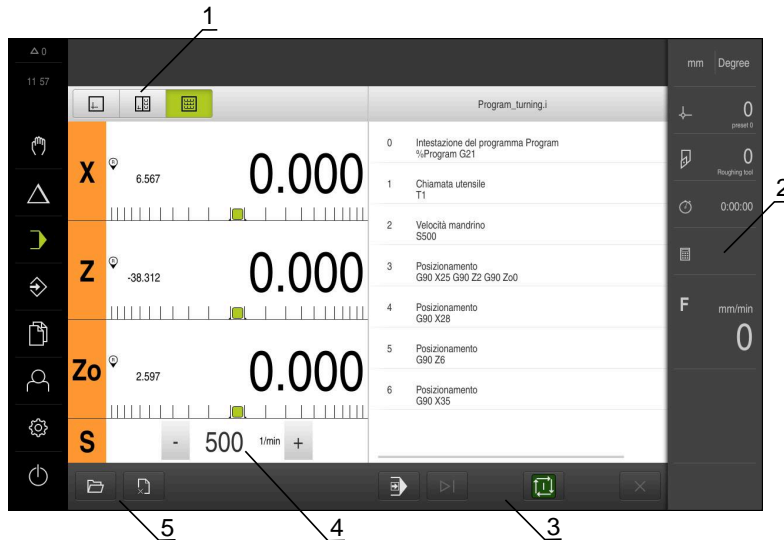 1
0
11 57
mm Degree
Program_turning.i
0
preset 0
0
Roughing tool
2
0:00:00
F mm/min
0
X R 6.567 0.000
Z R -38.312 0.000
Zo R 2.597 0.000
S - 500 1/min +
0 Intestazione del programma Program
%Program G21
1 Chiamata utensile
T1
2 Velocità mandrino
S500
3 Posizionamento
G90 X25 G90 Z2 G90 Zo0
4 Posizionamento
G90 X28
5 Posizionamento
G90 Z6
6 Posizionamento
G90 X35
5
4
3